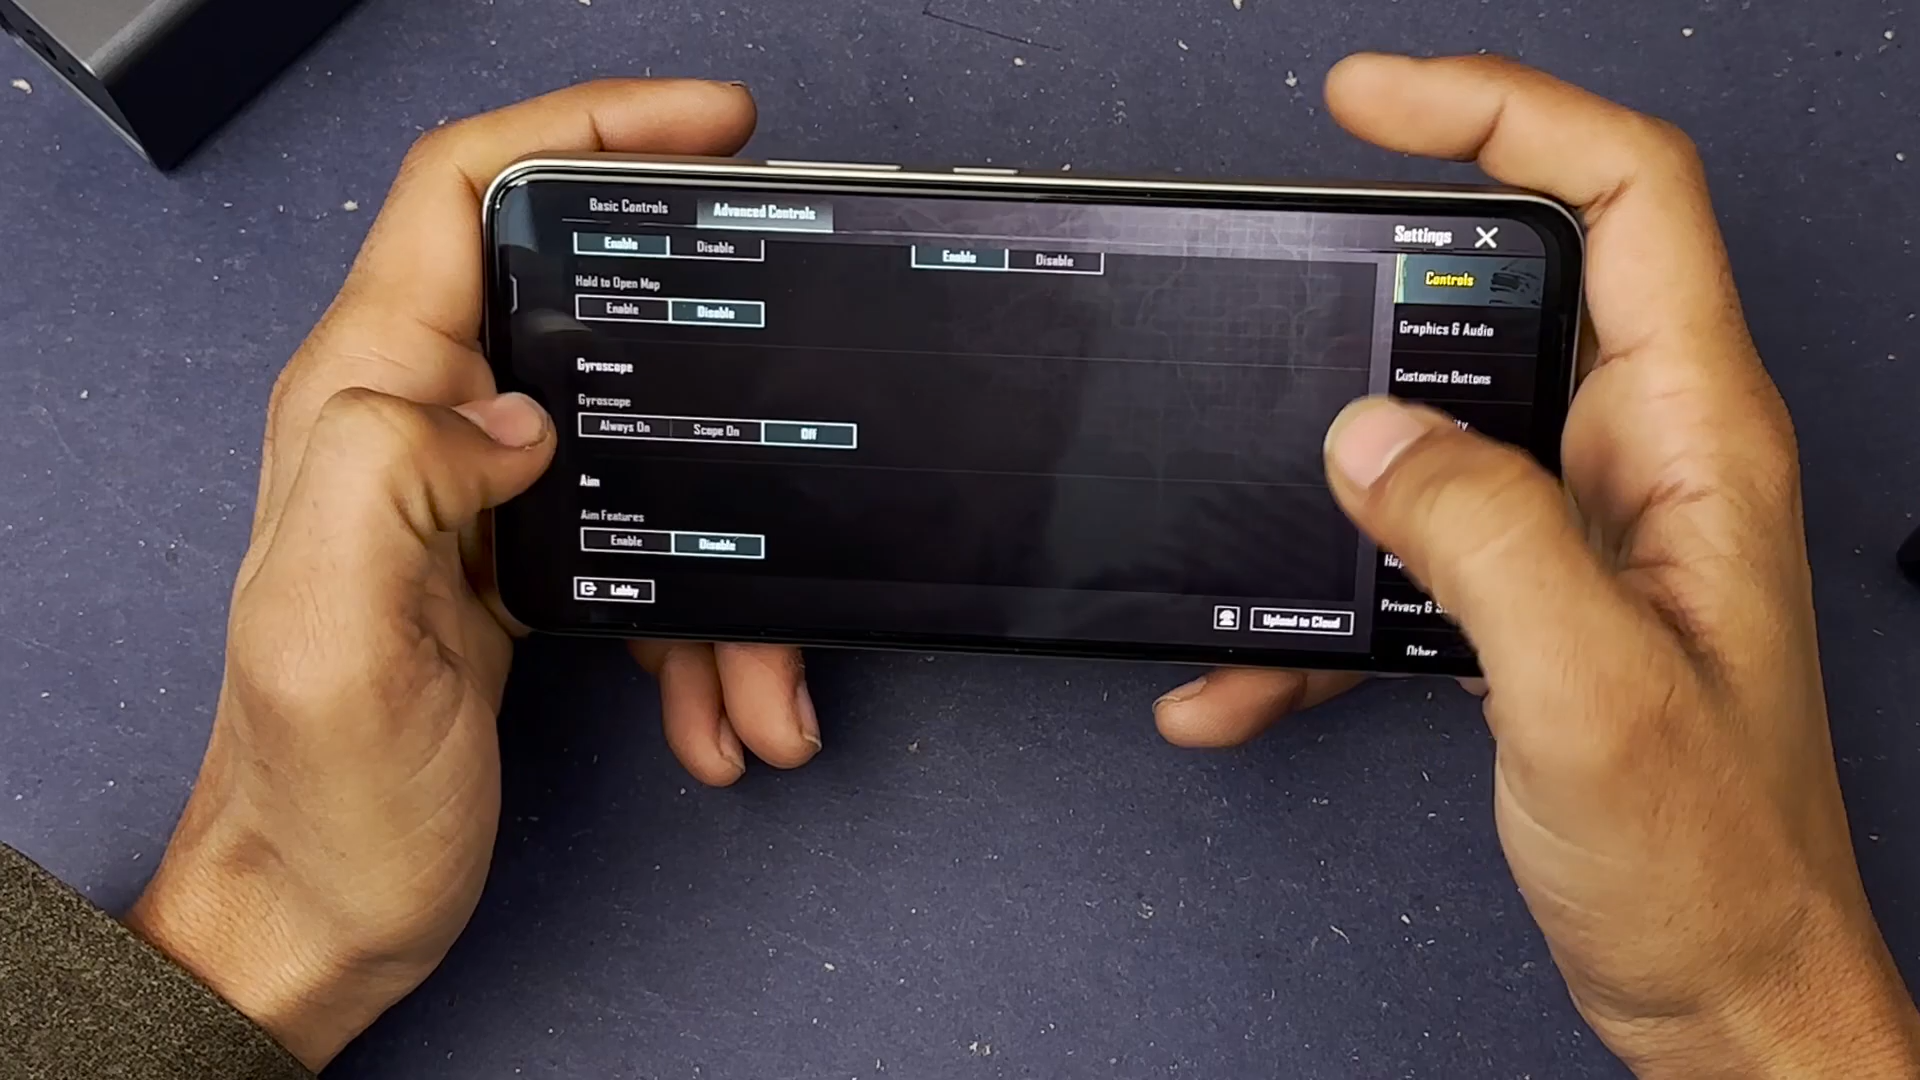 Basic Controls
Advanced Controls
Settings
Enable
Disable
Enable
Disable
Controls
Hold to Open Map
Enable
Disable
Graphics & Audio
Gyroscope
Customize Buttons
Gyroscope
Always On
Scope On
Off
Aim
Aim Features
Enable
Disable
Privacy &
Lobby
Upload to Cloud
Other